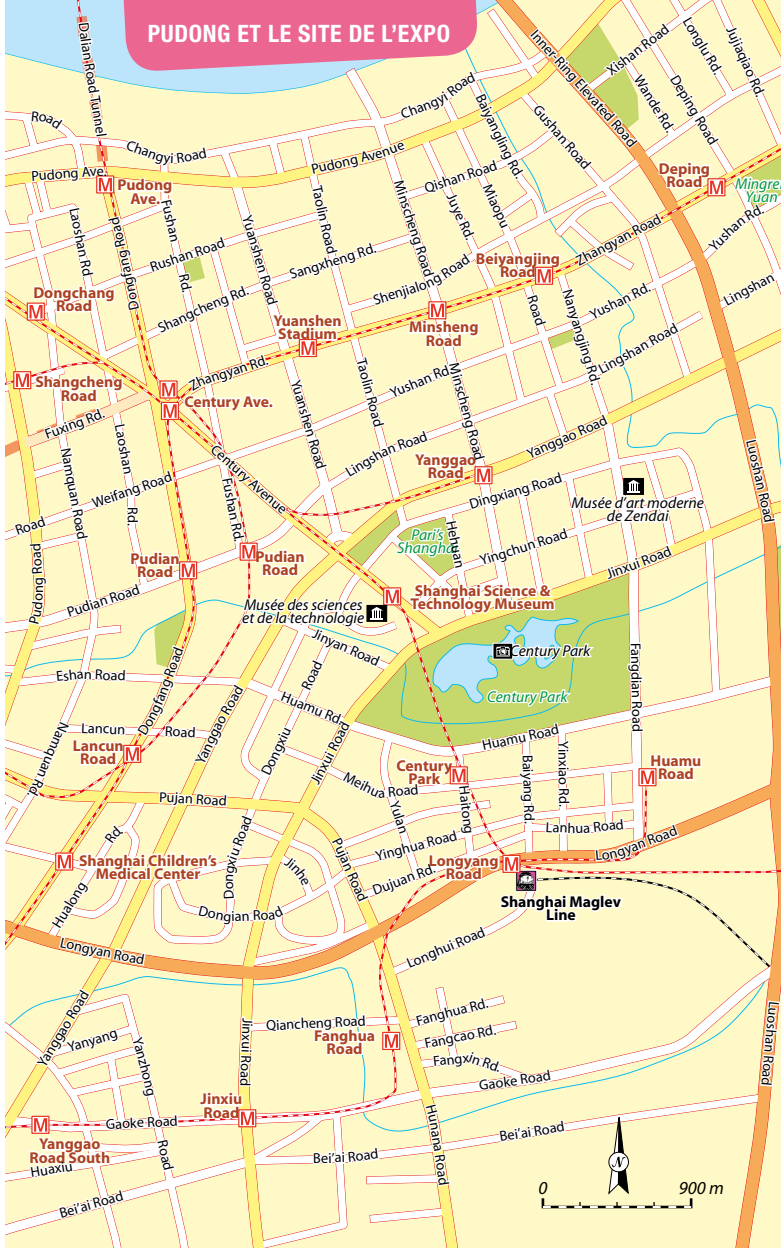 PUDONG ET LE SITE DE L’EXPO
Dalian Road Tunnel
Inner-Ring Elevated Road
Xishan Road
Longlu Rd.
Jujiaqiao Rd.
Wande Rd.
Deping Road
Road
Changyi Road
Changyi Road
Baiyangling Rd.
Gushan Road
Pudong Ave.
Pudong Avenue
M Pudong
Ave.
Deping
Road M
Mingren
Yuan
Qishan Road
Laoshan Rd.
Dongfang Road
Fushan
Rd.
Taolin Road
Yuanshen Road
Minscheng Road
Juye Rd.
Miaopu
Road
Rushan Road
Sangxheng Rd.
Zhangyan Road
Yushan Rd.
Beiyangjing
Road M
Shenjialong Road
Dongchang
Road
M
Shangcheng Rd.
Yuanshen
Stadium
M
M
Minsheng
Road
Nanyangjing Rd.
Yushan Rd.
Lingshan
Lingshan Road
M Shangcheng
Road
Zhangyan Rd.
M
M
Century Ave.
Taolin Road
Yushan Rd.
Minscheng Road
Fuxing Rd.
Yuanshen Road
Laoshan
Rd.
Namquan Road
Century Avenue
Lingshan Road
Yanggao Road
Luoshan Road
Weifang Road
Fushan Rd.
Yanggao
Road M
Dingxiang Road
Musée d’art moderne
de Zendai
Road
Pari's
Shangha
Hehuan
Yingchun Road
Jinxui Road
Pudong Road
Pudian
Road M
M
Pudian
Road
Pudian Road
M
Shanghai Science &
Technology Museum
Musée des sciences
et de la technologie
Jinyan Road
Century Park
Century Park
Fangdian Road
Eshan Road
Dongfang Road
Road
Huamu Rd.
Nanquan Rd.
Lancun
Road
Yanggao Road
Dongxiu
Jinxui Road
Huamu Road
Lancun
Road M
Century
Park M
Meihua Road
Haitong
Baiyang Rd.
Yinxiao Rd.
Huamu
Road
M
Pujan Road
Yulan
Lanhua Road
Rd
Dongxiu Road
Pujan Road
Yinghua Road
Longyan Road
M Shanghai Children’s
Medical Center
Jinhe
Dujuan Rd.
Longyang
Road M
Hualong
Dongian Road
Shanghai Maglev
Line
Longyan Road
Longhui Road
Yanggao Road
Luoshan Road
Qiancheng Road
Fanghua Rd.
Yanyang
Yanzhong
Road
Jinxui Road
Fanghua
Road M
Fangcao Rd.
Fangxin Rd.
Gaoke Road
Jinxiu
Road M
Hunana Road
M
Yanggao
Road South
Gaoke Road
Bei’ai Road
Bei’ai Road
Huaxiu
Bei’ai Road
N
0 900 m